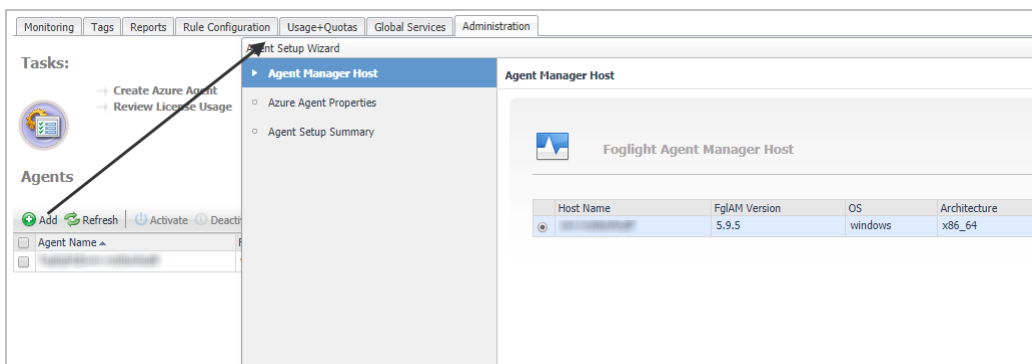 Monitoring Tags Reports Rule Configuration Usage+Quotas Global Services Administration
Agent Setup Wizard
Tasks:
Create Azure Agent
Review License Usage
Agents
Add Refresh Activate
Agent Name
Agent Manager Host
Azure Agent Properties
Agent Setup Summary
Agent Manager Host
Foglight Agent Manager Host
Host Name FglAM Version OS Architecture
5.9.5 windows x86_64